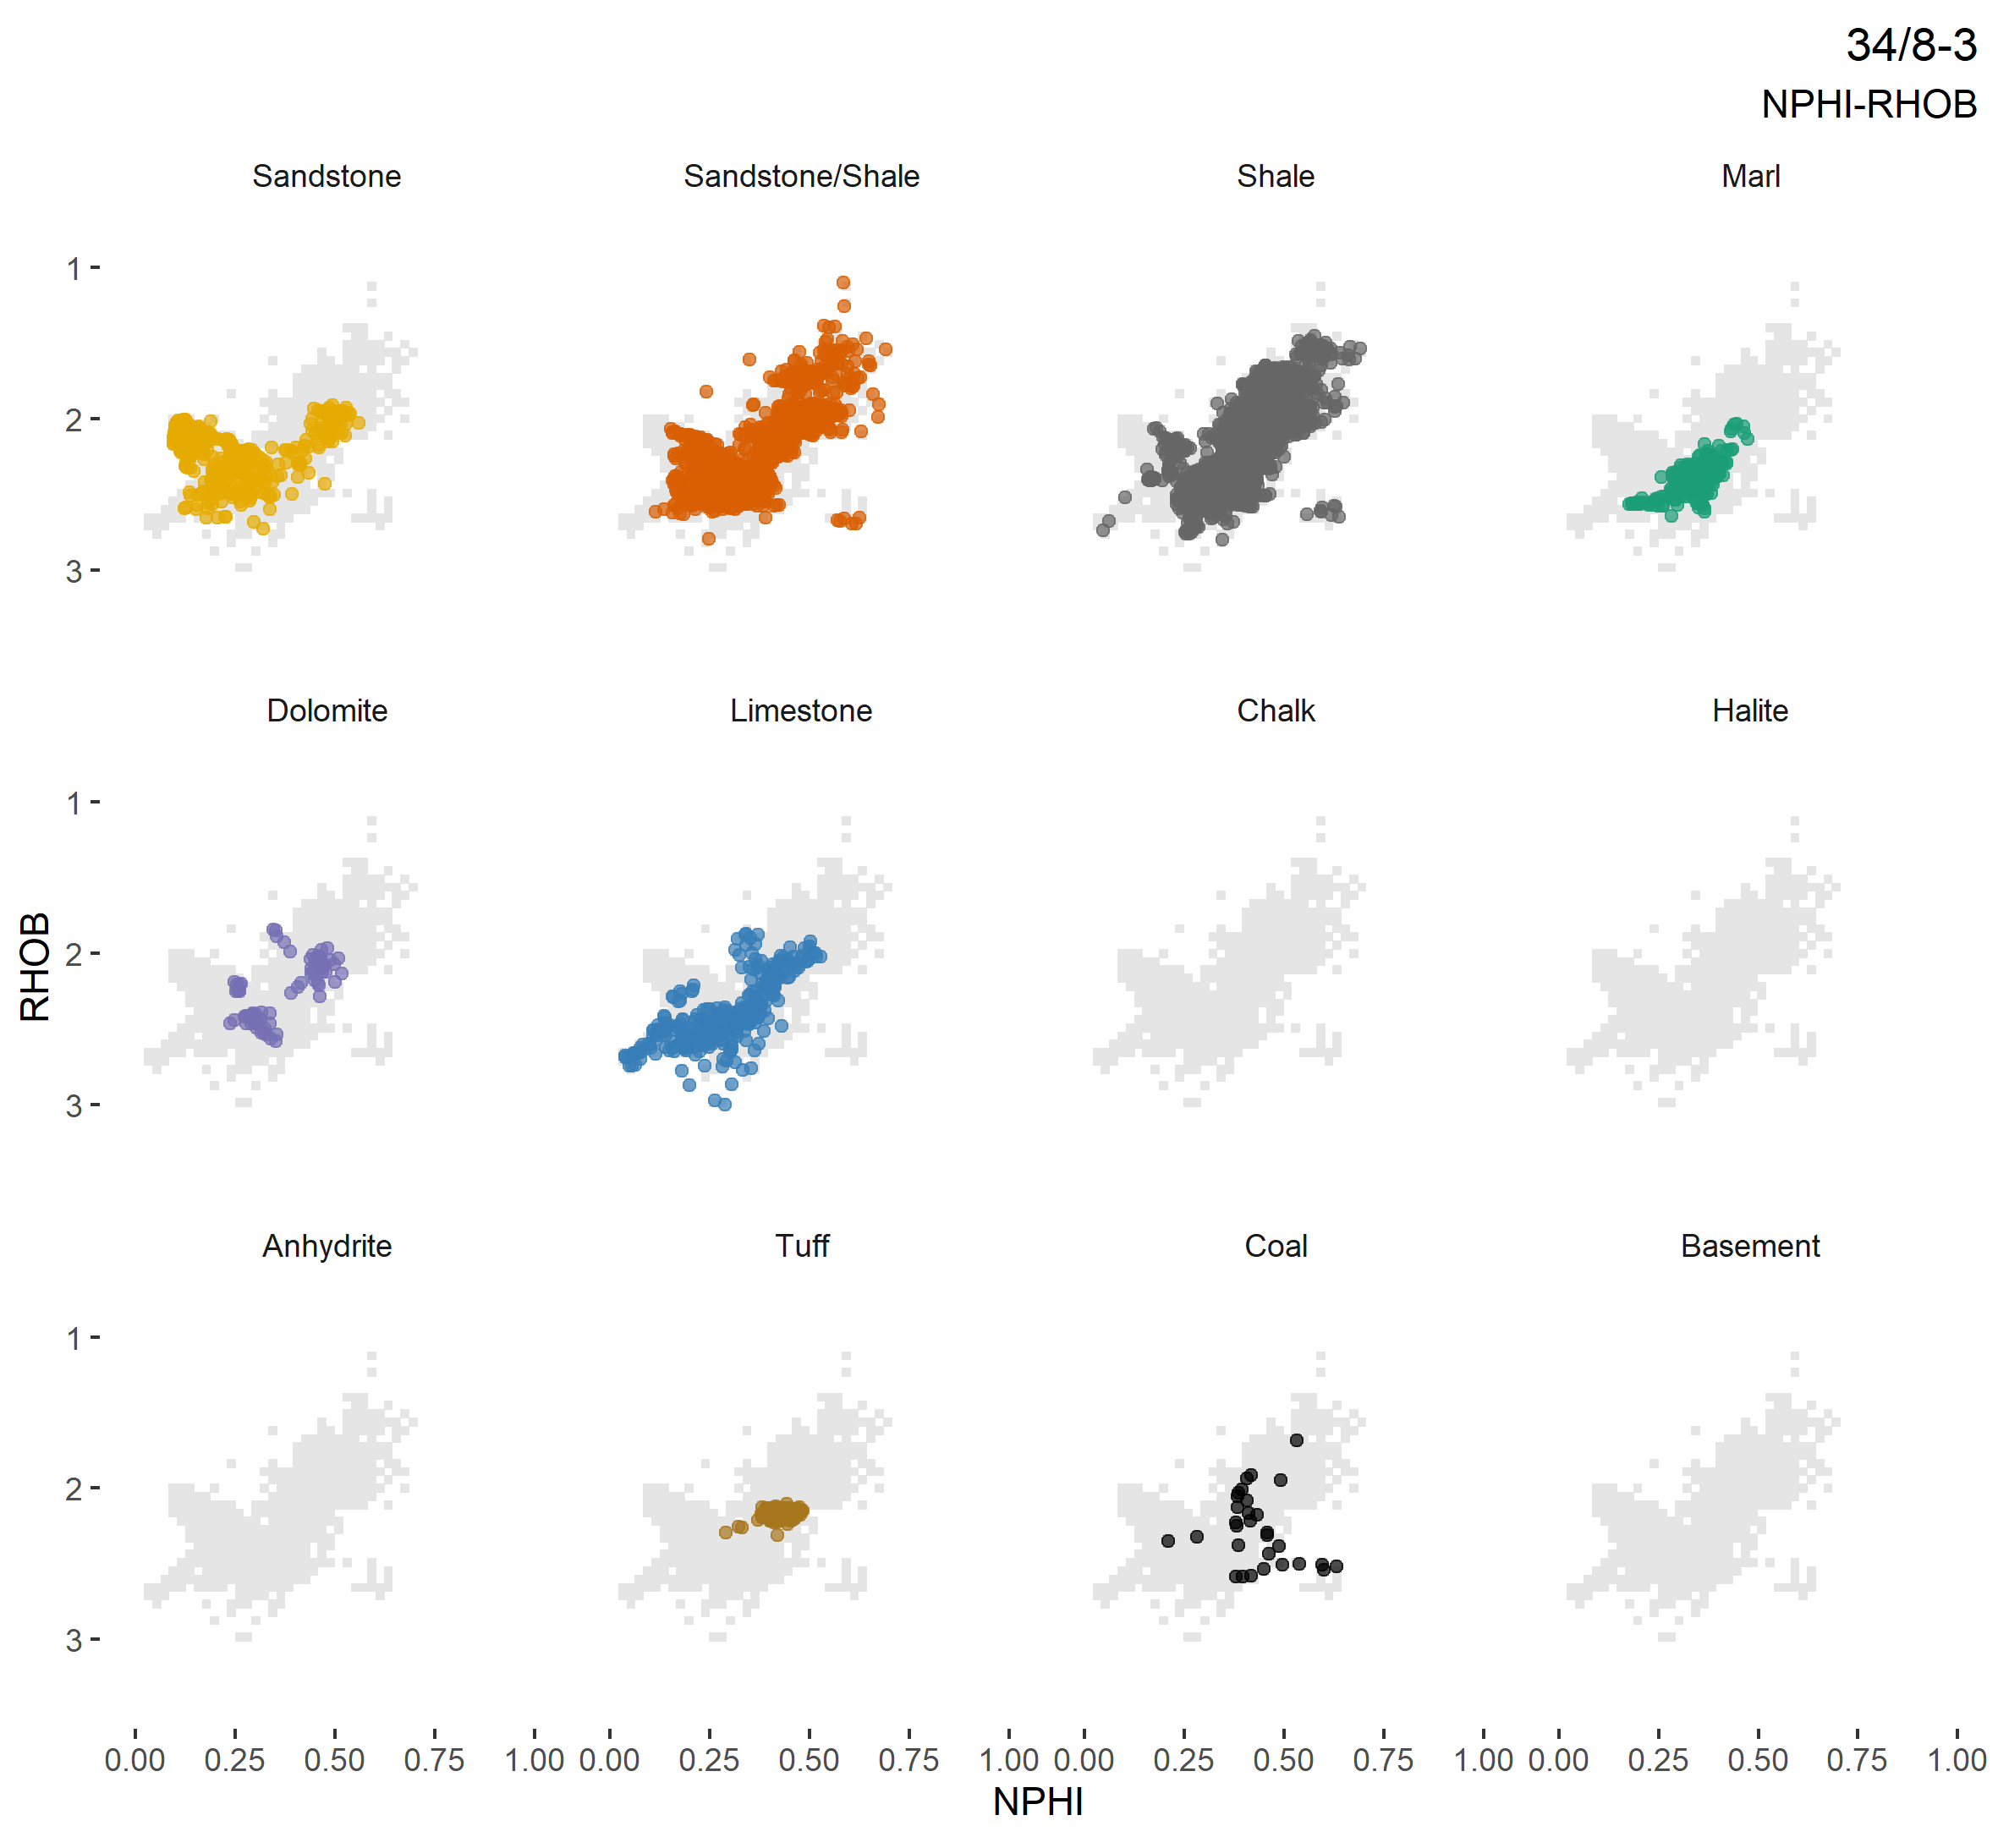 34/8-3
NPHI-RHOB
Sandstone Sandstone/Shale Shale Marl
1
2
3
Dolomite Limestone Chalk Halite
1
2
3
RHOB
Anhydrite Tuff Coal Basement
1
2
3
0.00 0.25 0.50 0.75 1.00 0.00 0.25 0.50 0.75 1.00 0.00 0.25 0.50 0.75 1.00 0.00 0.25 0.50 0.75 1.00
NPHI